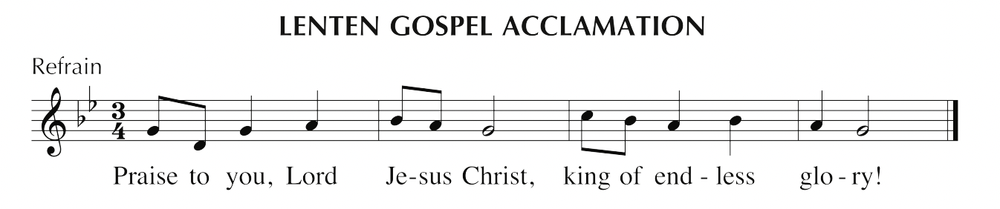 LENTEN GOSPEL ACCLAMATION
Refrain
3
4
Praise to you, Lord Je-sus Christ, king of end - less glo - ry!